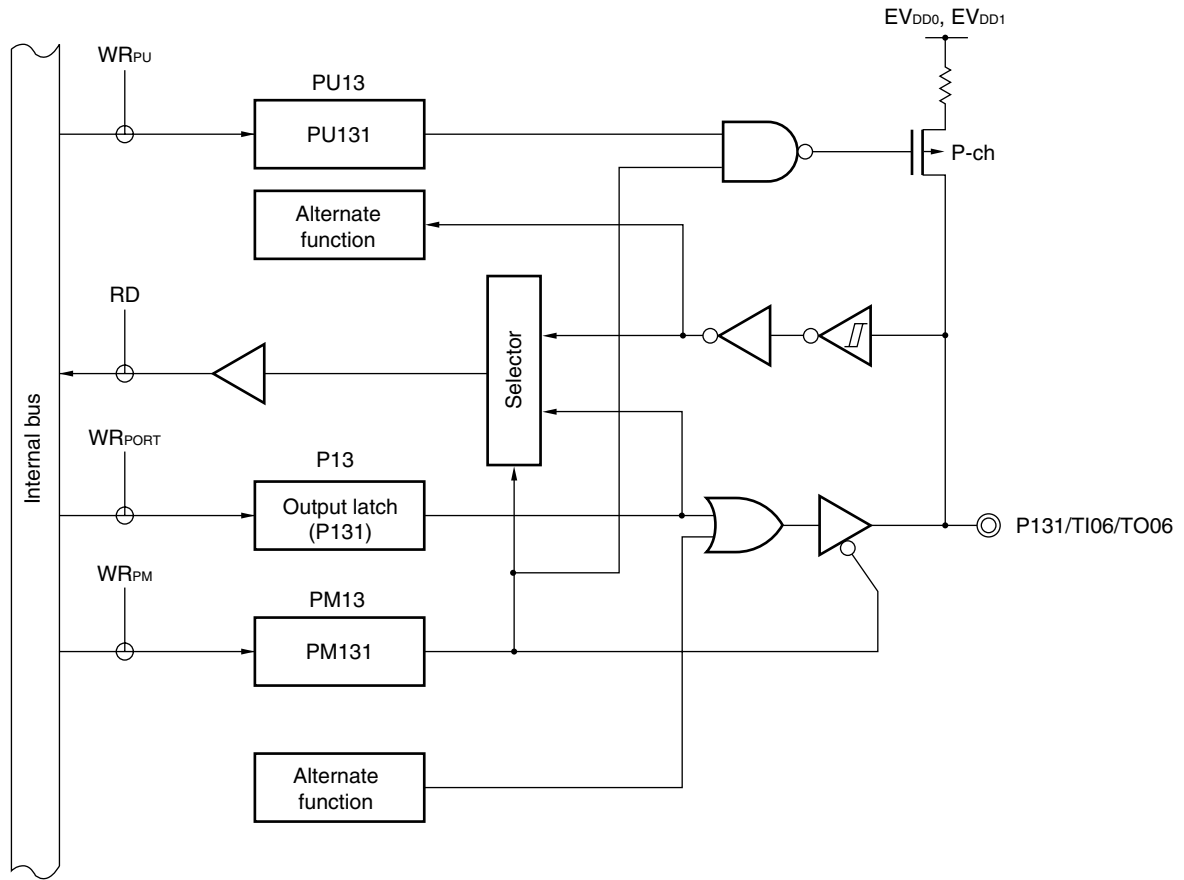 EVDD0, EVDD1
WRPU
PU13
PU131
P-ch
Alternate
function
RD
Selector
Internal bus
WRPORT
P13
Output latch
(P131)
P131/TI06/TO06
WRPM
PM13
PM131
Alternate
function